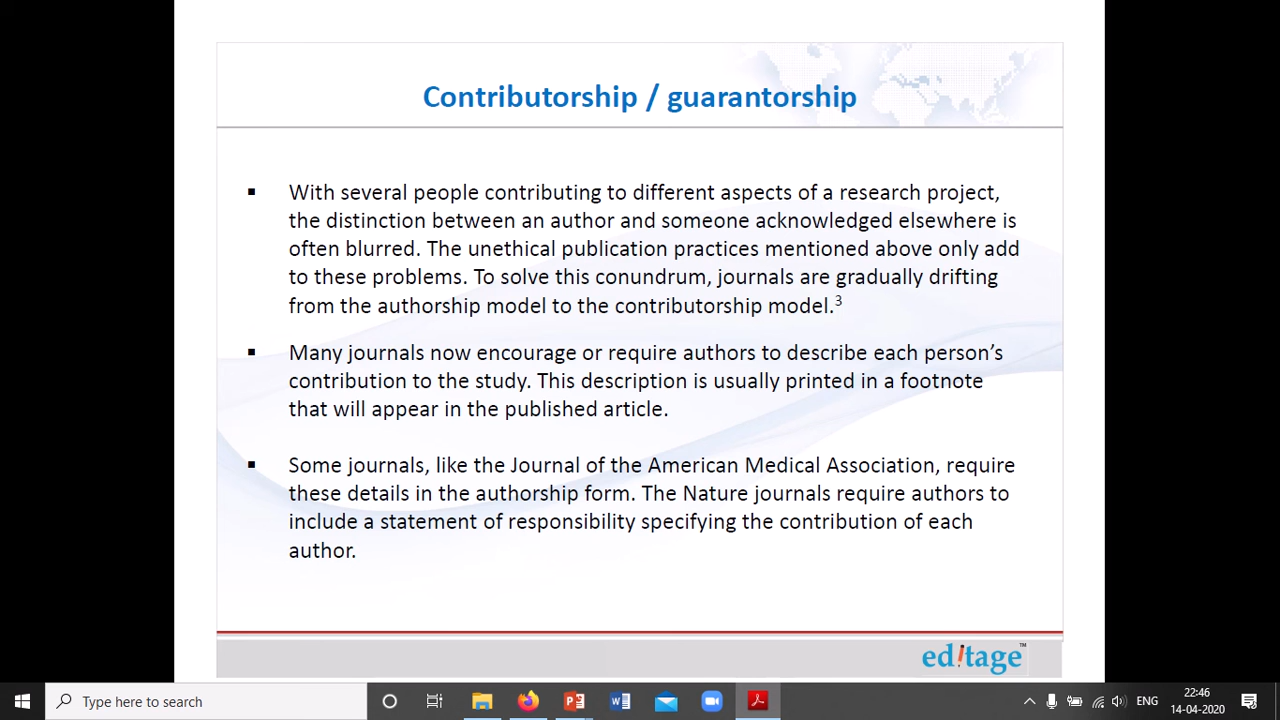 Contributorship / guarantorship
▪ With several people contributing to different aspects of a research project,
the distinction between an author and someone acknowledged elsewhere is
often blurred. The unethical publication practices mentioned above only add
to these problems. To solve this conundrum, journals are gradually drifting
from the authorship model to the contributorship model.³
▪ Many journals now encourage or require authors to describe each person’s
contribution to the study. This description is usually printed in a footnote
that will appear in the published article.
▪ Some journals, like the Journal of the American Medical Association, require
these details in the authorship form. The Nature journals require authors to
include a statement of responsibility specifying the contribution of each
author.
ed!tage™
Type here to search
ENG
22:46
14-04-2020